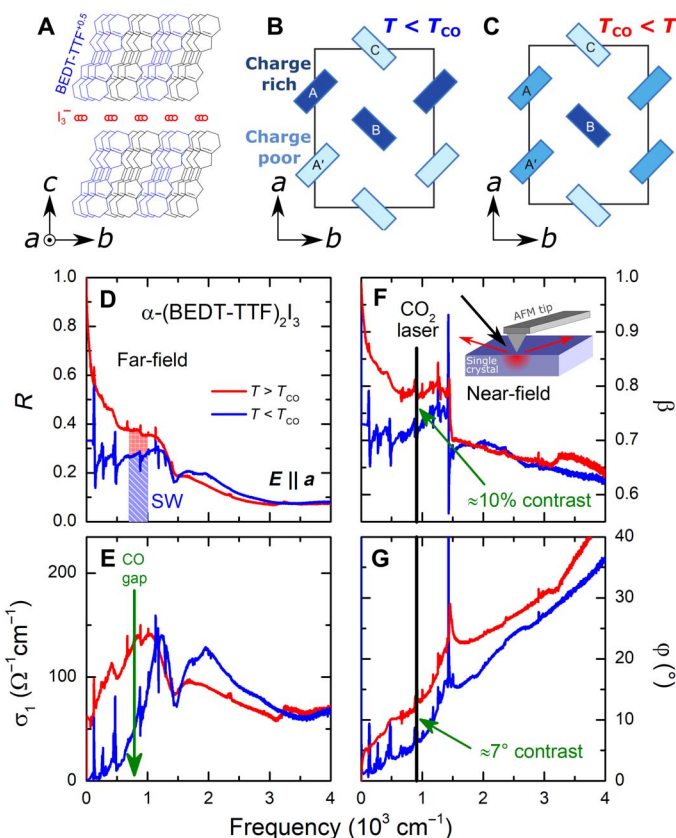 A
BEDT-TTF+0.5
I3−
c
a
b
B
T < TCO
Charge
rich
Charge
poor
A
B
C
A′
a
b
C
TCO < T
A
B
C
A′
a
b
D
α-(BEDT-TTF)2I3
Far-field
T > TCO
T < TCO
E || a
SW
R
1.0
0.8
0.6
0.4
0.2
0.0
F
CO2
laser
AFM tip
Single
crystal
Near-field
≈10% contrast
β
1.0
0.9
0.8
0.7
0.6
E
CO
gap
σ1 (Ω−1cm−1)
200
100
0
0
1
2
3
4
G
≈7° contrast
φ (°)
40
30
20
10
0
0
1
2
3
4
Frequency (10³ cm−1)